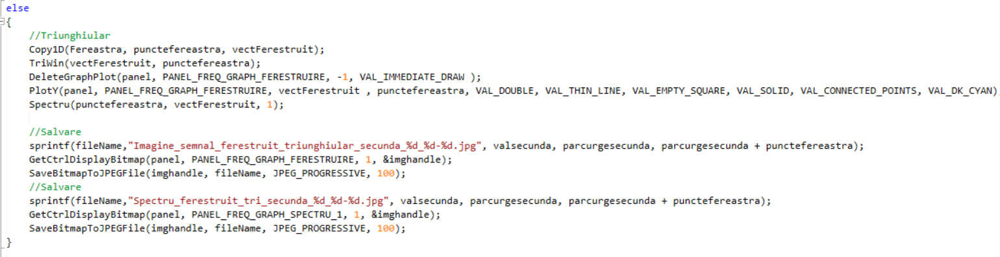 else
{
//Triunghiular
Copy1D(Fereastra, punctefereastra, vectFerestruit);
TriWin(vectFerestruit, punctefereastra);
DeleteGraphPlot(panel, PANEL_FREQ_GRAPH_FERESTRUIRE, -1, VAL_IMMEDIATE_DRAW );
PlotY(panel, PANEL_FREQ_GRAPH_FERESTRUIRE, vectFerestruit , punctefereastra, VAL_DOUBLE, VAL_THIN_LINE, VAL_EMPTY_SQUARE, VAL_SOLID, VAL_CONNECTED_POINTS, VAL_DK_CYAN)
Spectru(punctefereastra, vectFerestruit, 1);
//Salvare
sprintf(fileName,"Imagine_semnal_ferestruit_triunghiular_secunda_%d_%d-%d.jpg", valsecunda, parcurgesecunda, parcurgesecunda + punctefereastra);
GetCtrlDisplayBitmap(panel, PANEL_FREQ_GRAPH_FERESTRUIRE, 1, &imghandle);
SaveBitmapToJPEGFile(imghandle, fileName, JPEG_PROGRESSIVE, 100);
//Salvare
sprintf(fileName,"Spectru_ferestruit_tri_secunda_%d_%d-%d.jpg", valsecunda, parcurgesecunda, parcurgesecunda + punctefereastra);
GetCtrlDisplayBitmap(panel, PANEL_FREQ_GRAPH_SPECTRU_1, 1, &imghandle);
SaveBitmapToJPEGFile(imghandle, fileName, JPEG_PROGRESSIVE, 100);
}